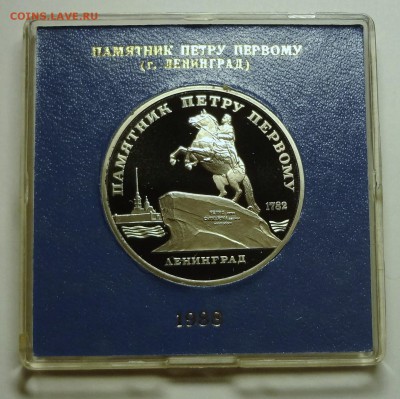 COINS.LAVE.RU
ПАМЯТНИК ПЕТРУ ПЕРВОМУ
(г. ЛЕНИНГРАД)
ПАМЯТНИК ПЕТРУ ПЕРВОМУ
1782
ЛЕНИНГРАД
1988